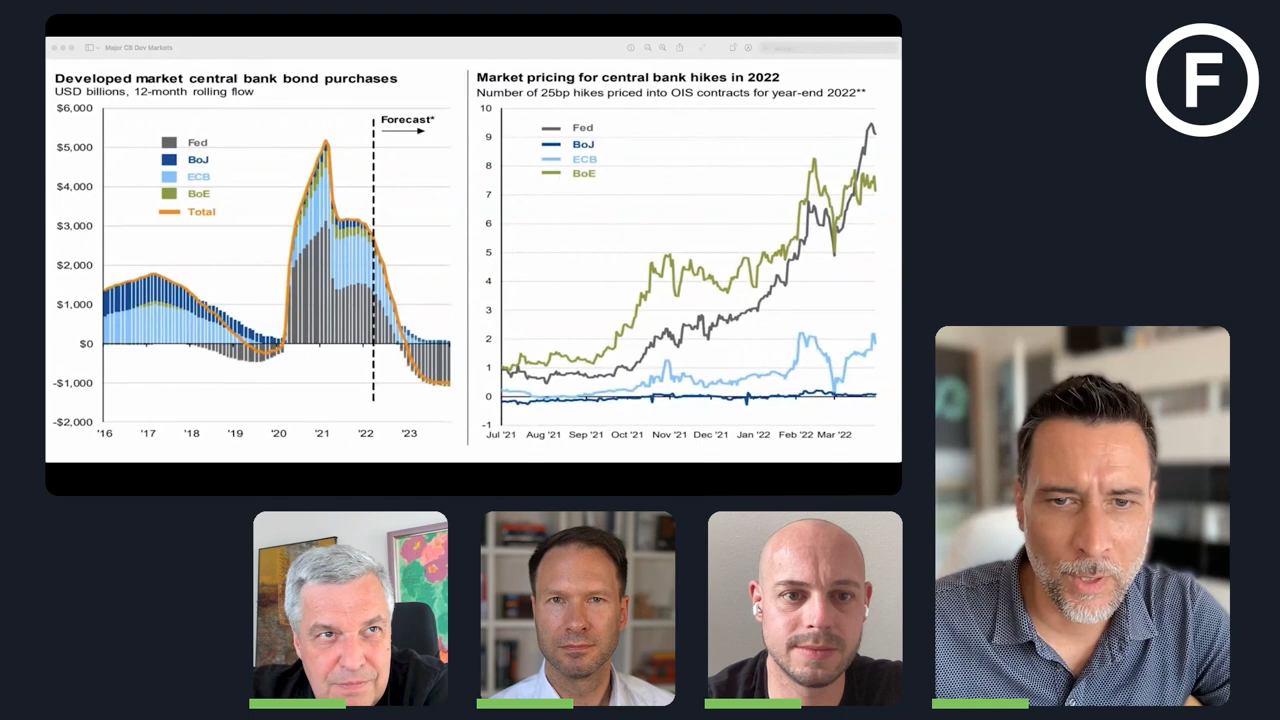 Major CB Dev Markets
F
Developed market central bank bond purchases
USD billions, 12-month rolling flow
$6,000
$5,000
$4,000
$3,000
$2,000
$1,000
$0
-$1,000
-$2,000
Forecast*
Fed
BoJ
ECB
BoE
Total
'16 '17 '18 '19 '20 '21 '22 '23
Market pricing for central bank hikes in 2022
Number of 25bp hikes priced into OIS contracts for year-end 2022**
10
9
8
7
6
5
4
3
2
1
0
-1
Fed
BoJ
ECB
BoE
Jul '21 Aug '21 Sep '21 Oct '21 Nov '21 Dec '21 Jan '22 Feb '22 Mar '22